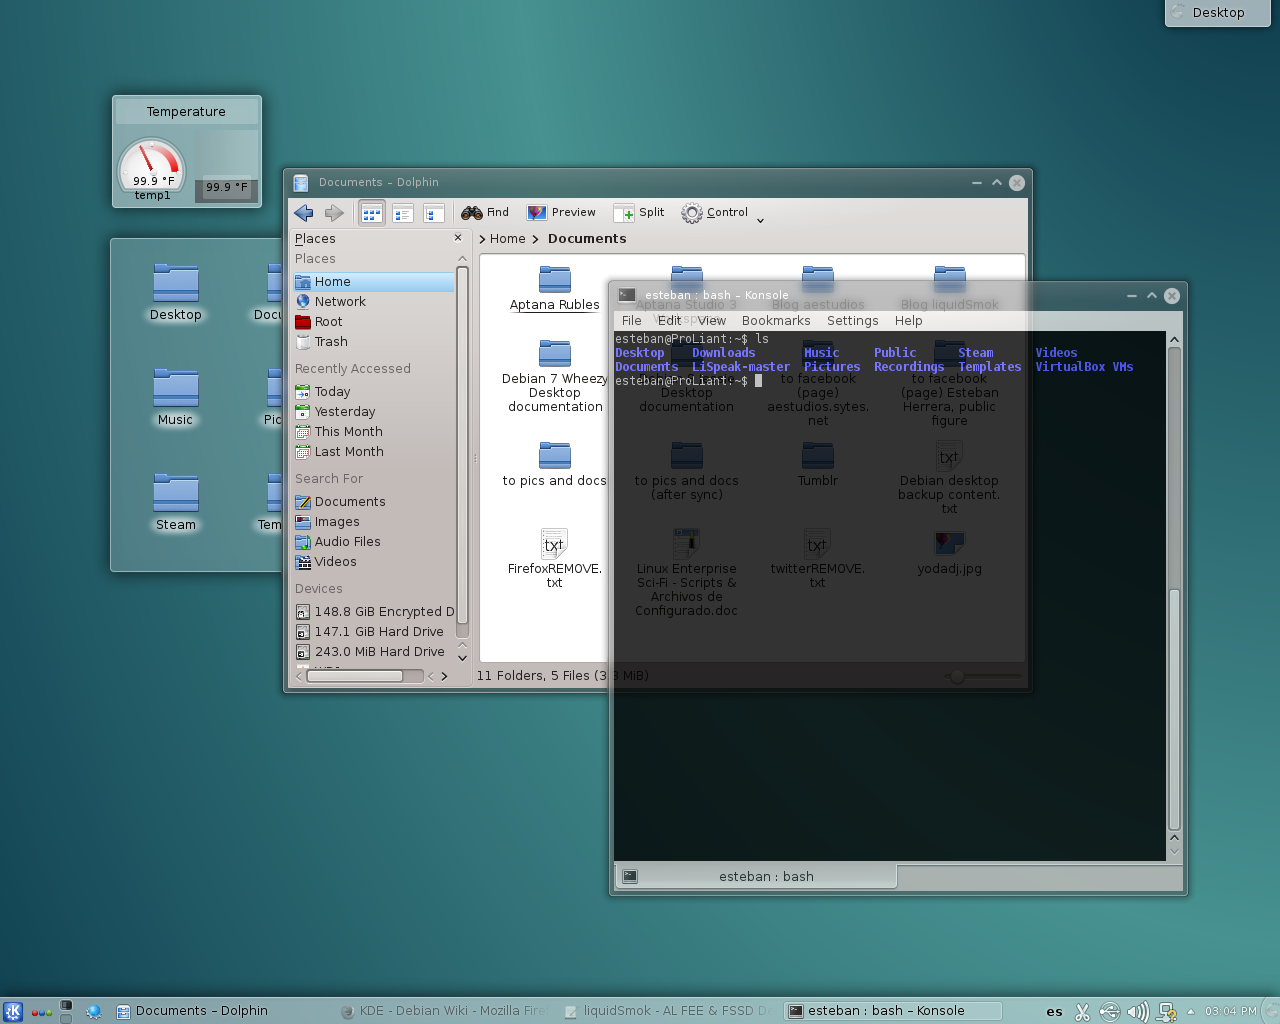 Desktop
Temperature
99.9 °F
temp1
99.9 °F
Desktop
Music
Steam
Documents – Dolphin
Find
Preview
Split
Control
Places
Places
Home
Network
Root
Trash
Recently Accessed
Today
Yesterday
This Month
Last Month
Search For
Documents
Images
Audio Files
Videos
Devices
148.8 GiB Encrypted D
147.1 GiB Hard Drive
243.0 MiB Hard Drive
Home > Documents
Aptana Rubles
Aptana Studio 3
Blog aestudios
Blog liquidSmok
Debian 7 Wheezy
Desktop
documentation
Desktop
documentation
to facebook
(page)
aestudios.sytes.
net
to facebook
(page) Esteban
Herrera, public
figure
to pics and docs
to pics and docs
(after sync)
Tumblr
Debian desktop
backup content.
txt
FirefoxREMOVE.
txt
Linux Enterprise
Sci-Fi - Scripts &
Archivos de
Configurado.doc
twitterREMOVE.
txt
yodadj.jpg
11 Folders, 5 Files (3.3 MiB)
esteban : bash – Konsole
File Edit View Bookmarks Settings Help
esteban@ProLiant:~$ ls
Desktop Downloads Music Public Steam Videos
Documents LiSpeak-master Pictures Recordings Templates VirtualBox VMs
esteban@ProLiant:~$
esteban : bash
Documents – Dolphin
KDE - Debian Wiki - Mozilla Fire
liquidSmok - AL FEE & FSSD D
esteban : bash – Konsole
es
03:04 PM